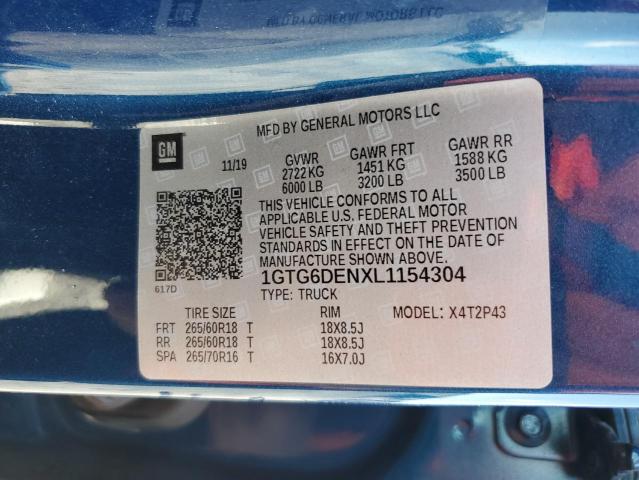 MFD BY GENERAL MOTORS LLC
GM
11/19
GVWR
2722KG
6000 LB
GAWR FRT
1451 KG
3200 LB
GAWR RR
1588 KG
3500 LB
THIS VEHICLE CONFORMS TO ALL
APPLICABLE U.S. FEDERAL MOTOR
VEHICLE SAFETY AND THEFT PREVENTION
STANDARDS IN EFFECT ON THE DATE OF
MANUFACTURE SHOWN ABOVE.
617D
1GTG6DENXL1154304
TYPE: TRUCK
TIRE SIZE RIM MODEL: X4T2P43
FRT 265/60R18 T 18X8.5J
RR 265/60R18 T 18X8.5J
SPA 265/70R16 T 16X7.0J